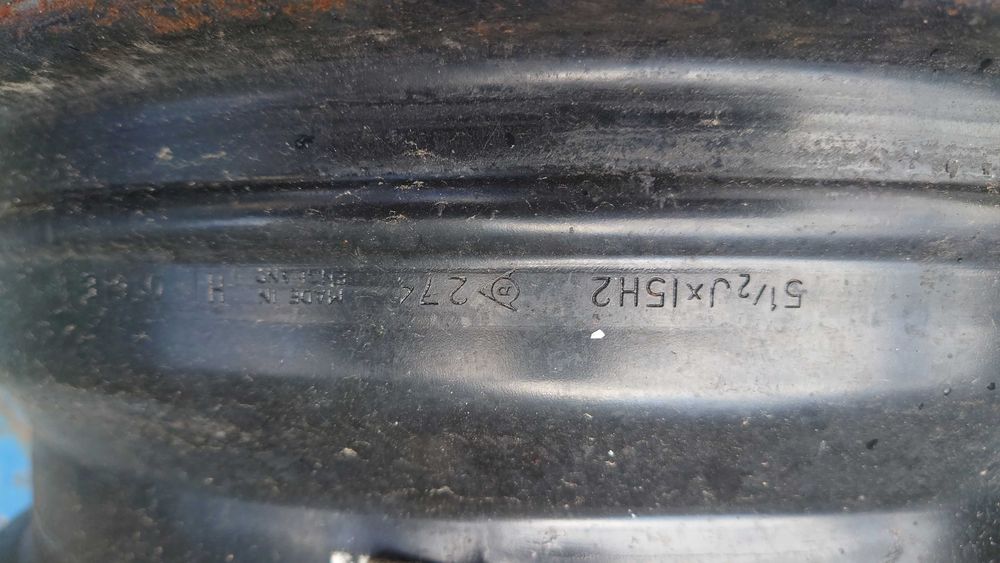 5½J×15H2
D
274
MADE IN
ENGLAND
H